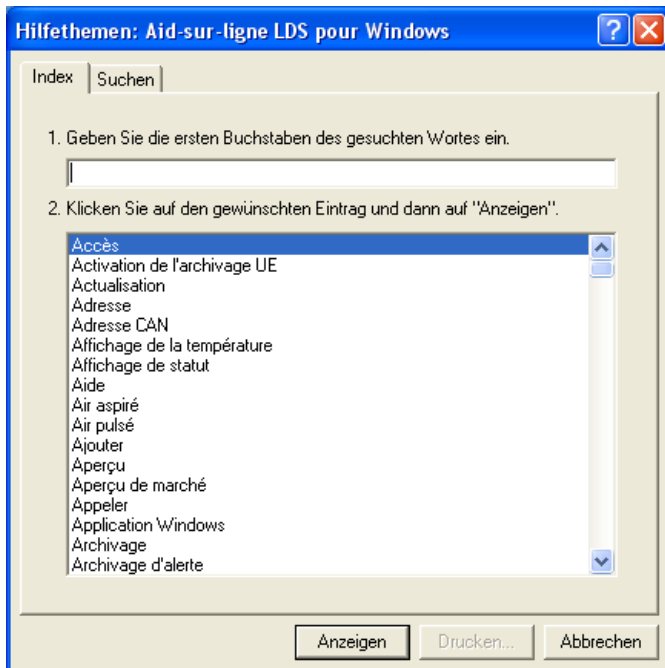 Hilfethemen: Aid-sur-ligne LDS pour Windows
Index
Suchen
1. Geben Sie die ersten Buchstaben des gesuchten Wortes ein.
2. Klicken Sie auf den gewünschten Eintrag und dann auf "Anzeigen".
Accès
Activation de l'archivage UE
Actualisation
Adresse
Adresse CAN
Affichage de la température
Affichage de statut
Aide
Air aspiré
Air pulsé
Ajouter
Aperçu
Aperçu de marché
Appeler
Application Windows
Archivage
Archivage d'alerte
Anzeigen
Drucken...
Abbrechen